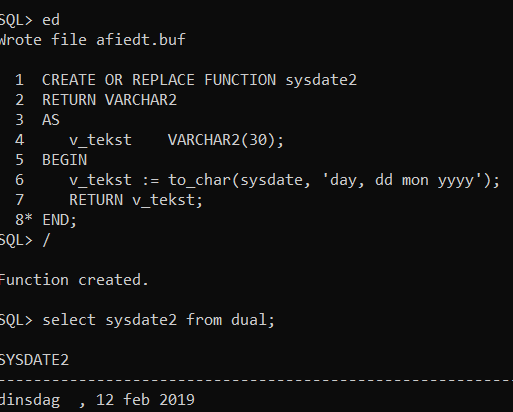 SQL> ed
Wrote file afiedt.buf
1 CREATE OR REPLACE FUNCTION sysdate2
2 RETURN VARCHAR2
3 AS
4 v_tekst VARCHAR2(30);
5 BEGIN
6 v_tekst := to_char(sysdate, 'day, dd mon yyyy');
7 RETURN v_tekst;
8* END;
SQL> /
Function created.
SQL> select sysdate2 from dual;
SYSDATE2
--------------------------------------------------------------------------------
dinsdag , 12 feb 2019